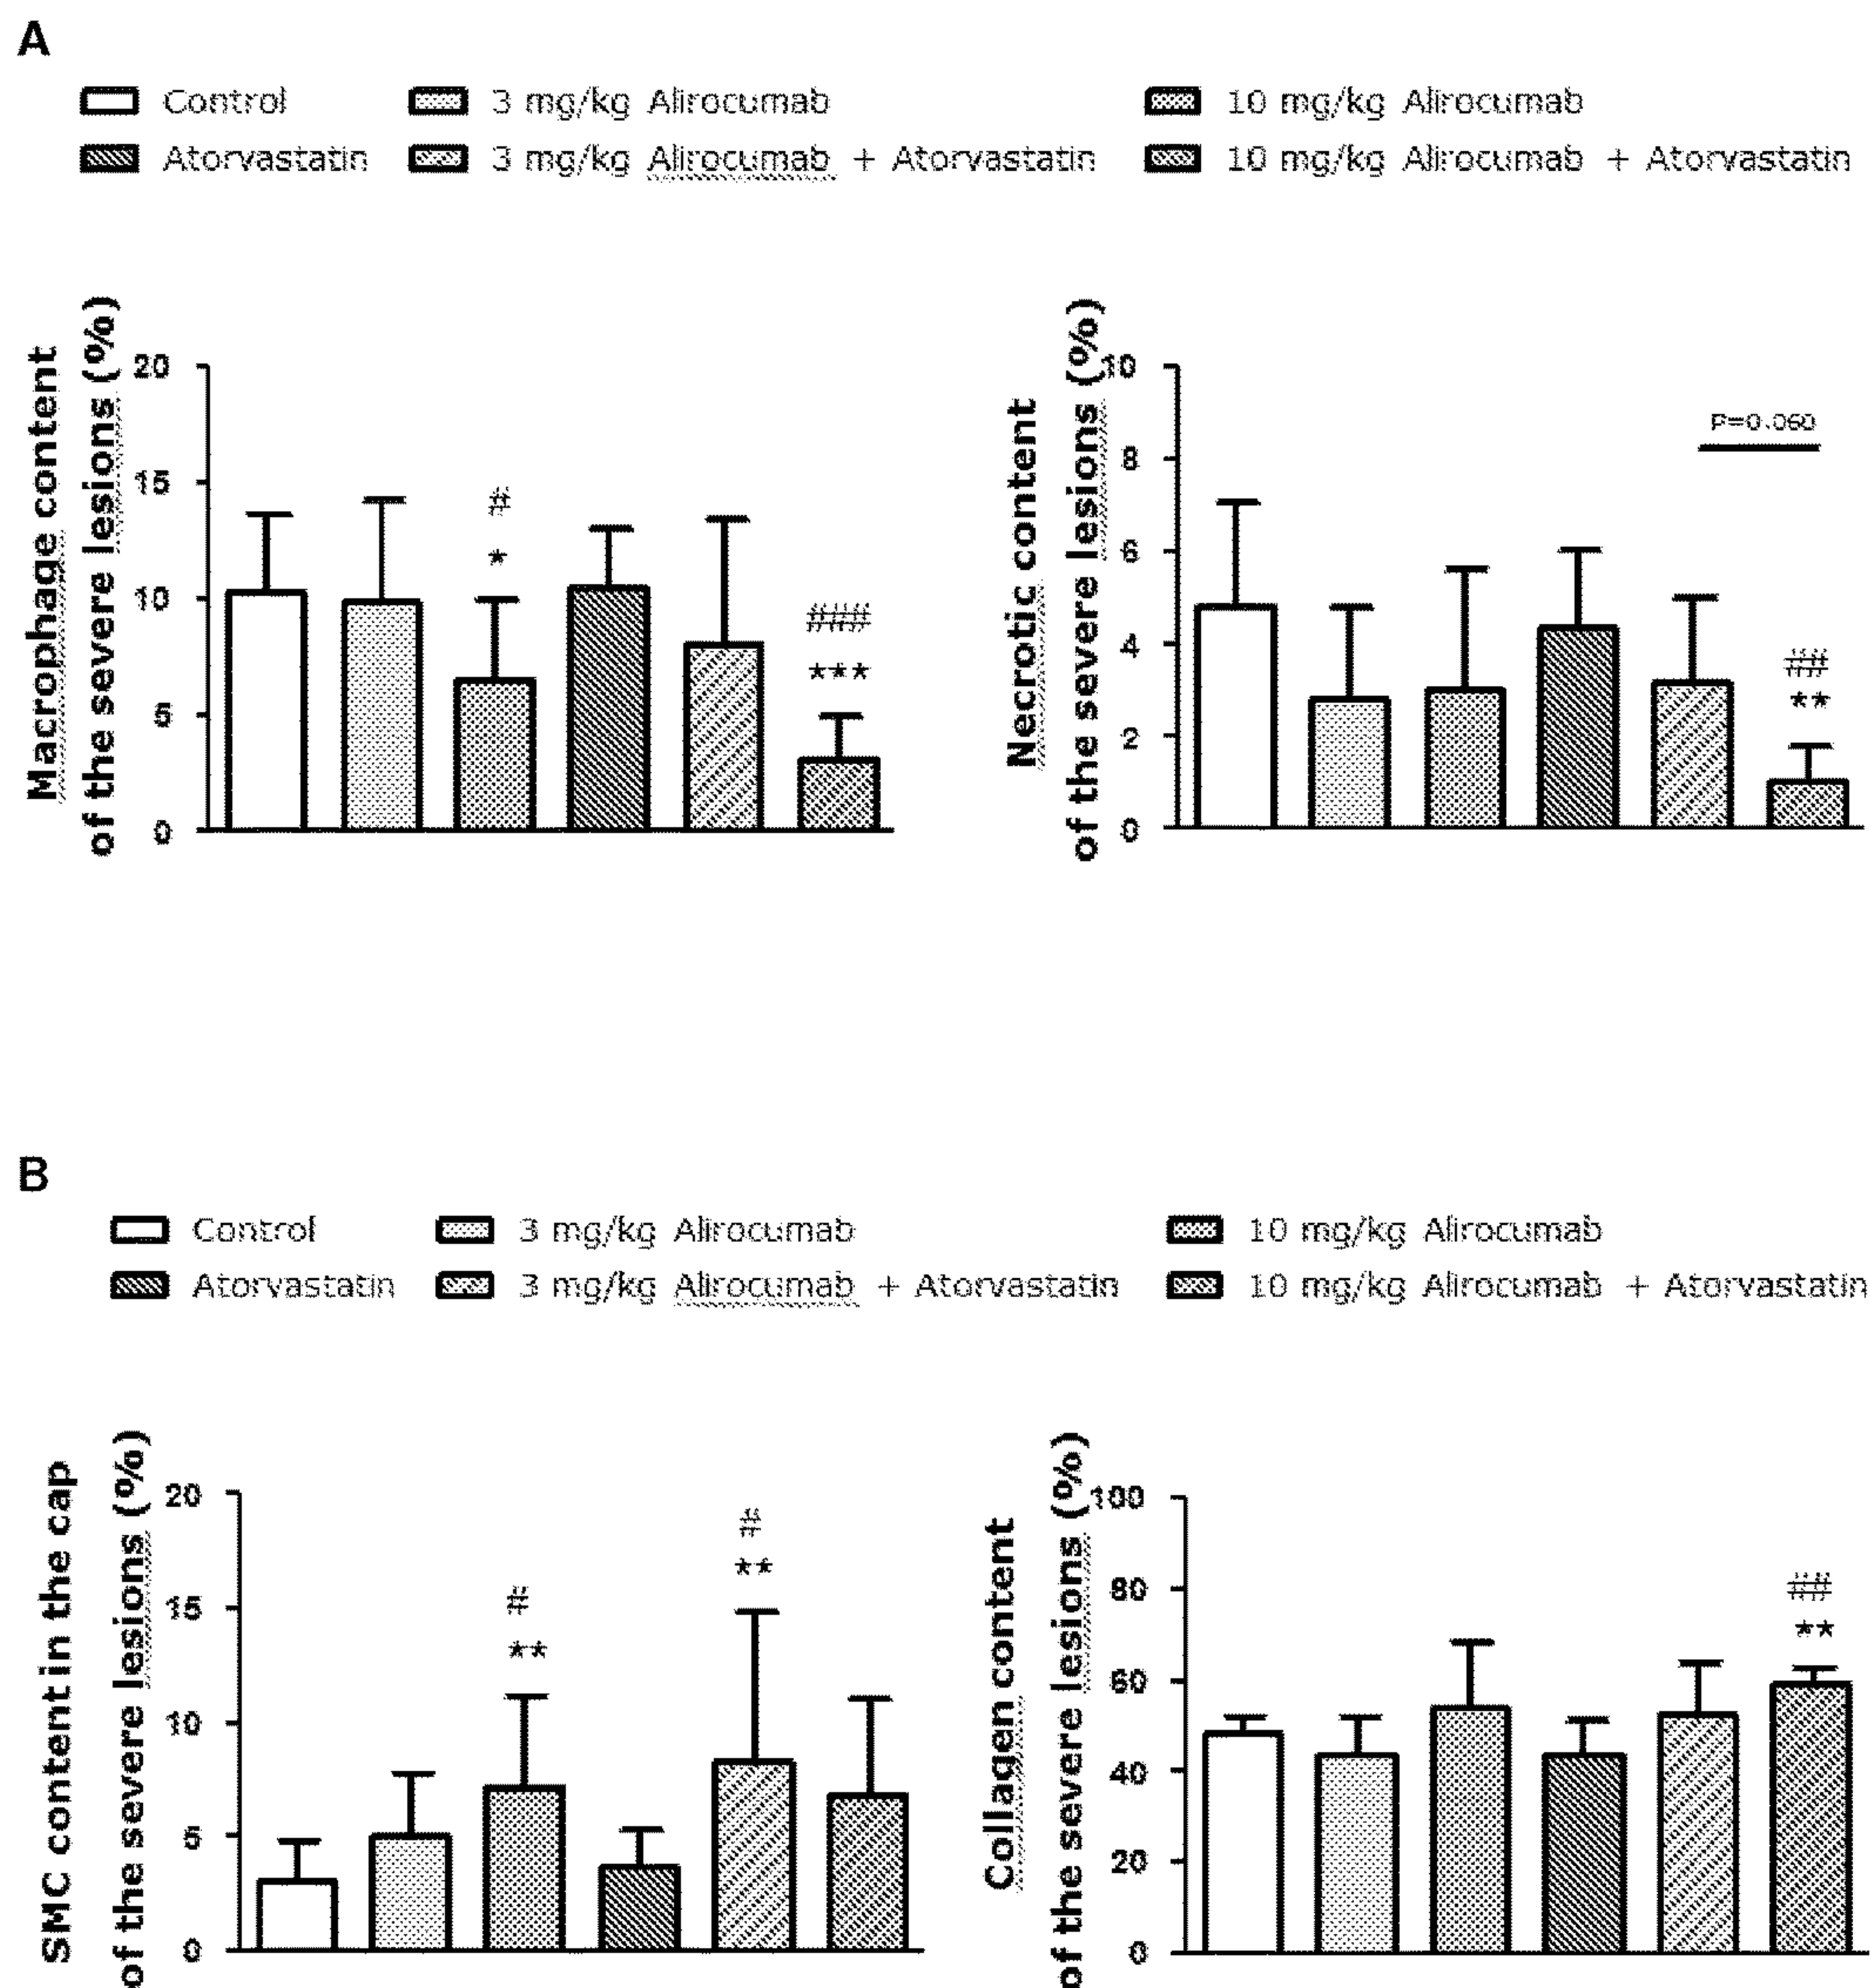 A
Control 3 mg/kg Alirocumab 10 mg/kg Alirocumab
Atorvastatin 3 mg/kg Alirocumab + Atorvastatin 10 mg/kg Alirocumab + Atorvastatin
Macrophage content
of the severe lesions (%)
20
15
10
5
0
#
*
###
***
Necrotic content
of the severe lesions (%)
10
8
6
4
2
0
P=0.060
##
**
B
Control 3 mg/kg Alirocumab 10 mg/kg Alirocumab
Atorvastatin 3 mg/kg Alirocumab + Atorvastatin 10 mg/kg Alirocumab + Atorvastatin
SMC content in the cap
of the severe lesions (%)
20
15
10
5
0
#
**
#
**
Collagen content
of the severe lesions (%)
100
80
60
40
20
0
##
**